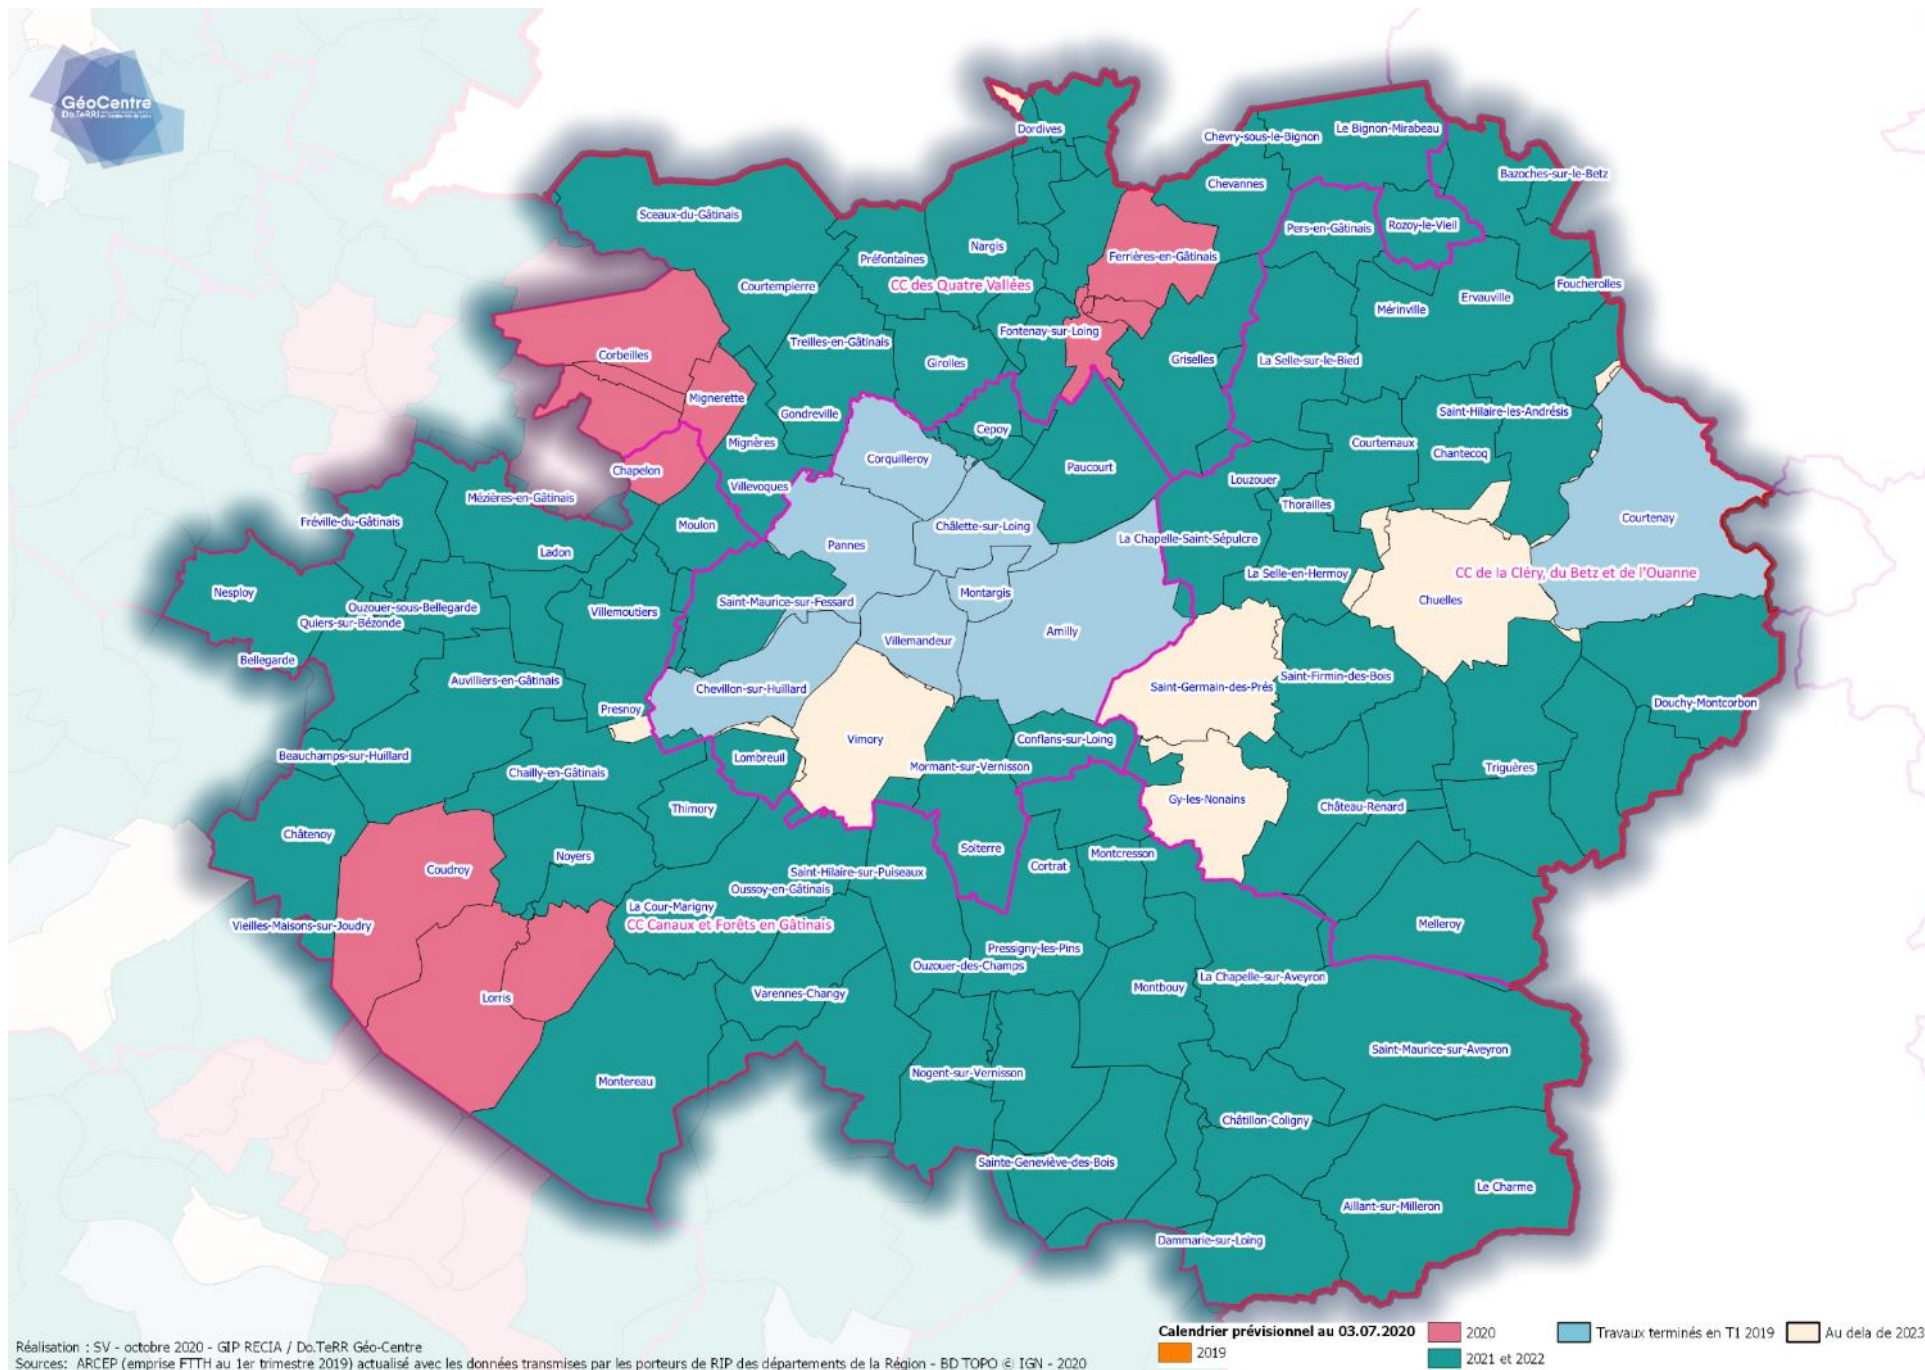 GéoCentre
Do.TeRR
Dordives
Chevry-sous-le-Bignon
Le Bignon-Mirabeau
Bazoches-sur-le-Betz
Chevannes
Sceaux-du-Gâtinais
Pers-en-Gâtinais
Rozoy-le-Vieil
Nargis
Préfontaines
Ferrières-en-Gâtinais
CC des Quatre Vallées
Courtempierre
Foucherolles
Ervauville
Mérinville
Fontenay-sur-Loing
Treilles-en-Gâtinais
Corbeilles
Girolles
Griselles
La Selle-sur-le-Bied
Mignerette
Gondreville
Saint-Hilaire-les-Andrésis
Cepoy
Mignères
Courtemaux
Chantecoq
Corquilleroy
Paucourt
Chapelon
Louzouer
Villevoques
Mézières-en-Gâtinais
Thorailles
Fréville-du-Gâtinais
Moulon
Châlette-sur-Loing
Courtenay
La Chapelle-Saint-Sépulcre
Pannes
Ladon
La Selle-en-Hermoy
CC de la Cléry, du Betz et de l'Ouanne
Nesploy
Montargis
Chuelles
Saint-Maurice-sur-Fessard
Ouzouer-sous-Bellegarde
Villemoutiers
Quiers-sur-Bézonde
Amilly
Villemandeur
Bellegarde
Saint-Firmin-des-Bois
Auvilliers-en-Gâtinais
Chevillon-sur-Huillard
Saint-Germain-des-Prés
Douchy-Montcorbon
Presnoy
Vimory
Conflans-sur-Loing
Beauchamps-sur-Huillard
Lombreuil
Mormant-sur-Vernisson
Triguères
Chailly-en-Gâtinais
Gy-les-Nonains
Château-Renard
Thimory
Châtenoy
Solterre
Montcresson
Noyers
Cortrat
Coudroy
Saint-Hilaire-sur-Puiseaux
Oussoy-en-Gâtinais
La Cour-Marigny
CC Canaux et Forêts en Gâtinais
Vieilles-Maisons-sur-Joudry
Melleroy
Pressigny-les-Pins
Ouzouer-des-Champs
La Chapelle-sur-Aveyron
Montbouy
Varennes-Changy
Lorris
Saint-Maurice-sur-Aveyron
Nogent-sur-Vernisson
Montereau
Châtillon-Coligny
Sainte-Geneviève-des-Bois
Le Charme
Aillant-sur-Milleron
Dammarie-sur-Loing
Calendrier prévisionnel au 03.07.2020
2019
2020
2021 et 2022
Travaux terminés en T1 2019
Au dela de 2023
Réalisation : SV - octobre 2020 - GIP RECIA / Do.TeRR Géo-Centre
Sources: ARCEP (emprise FTTH au 1er trimestre 2019) actualisé avec les données transmises par les porteurs de RIP des départements de la Région - BD TOPO © IGN - 2020